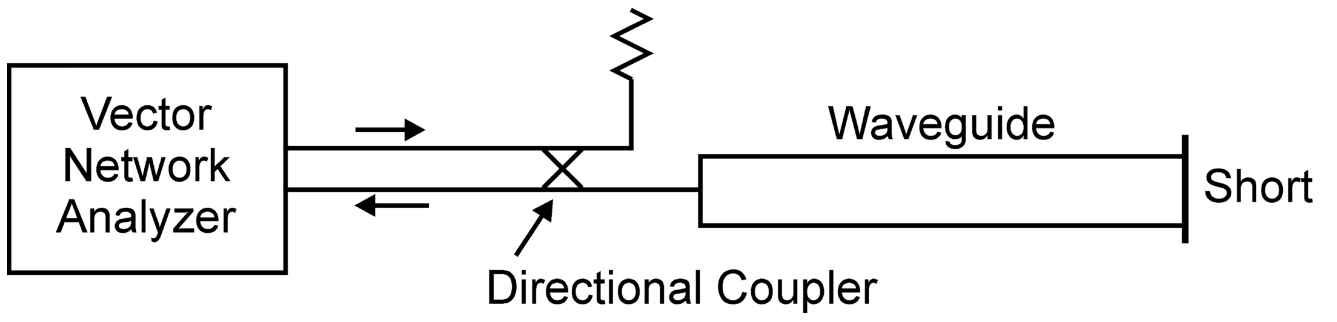 Vector
Network
Analyzer
Waveguide
Short
Directional Coupler